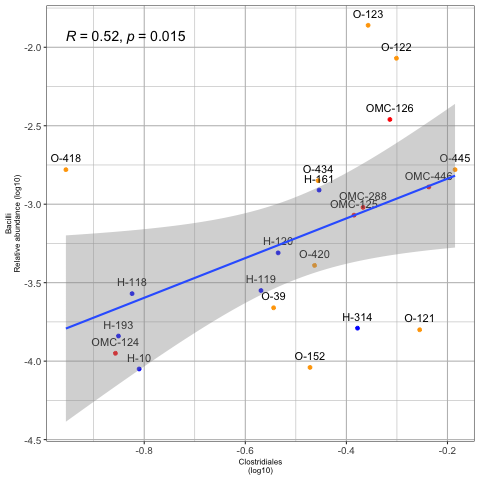 O-123
R = 0.52, p = 0.015
-2.0
O-122
OMC-126
-2.5
O-418
O-445
O-434
OMC-446
H-161
OMC-288
-3.0
OMC-125
H-120
O-420
H-119
-3.5
H-118
O-39
H-314
O-121
H-193
OMC-124
H-10
O-152
-4.0
-4.5
-0.8
-0.6
-0.4
-0.2
Clostridiales
(log10)
Bacilli
Relative abundanse (log10)